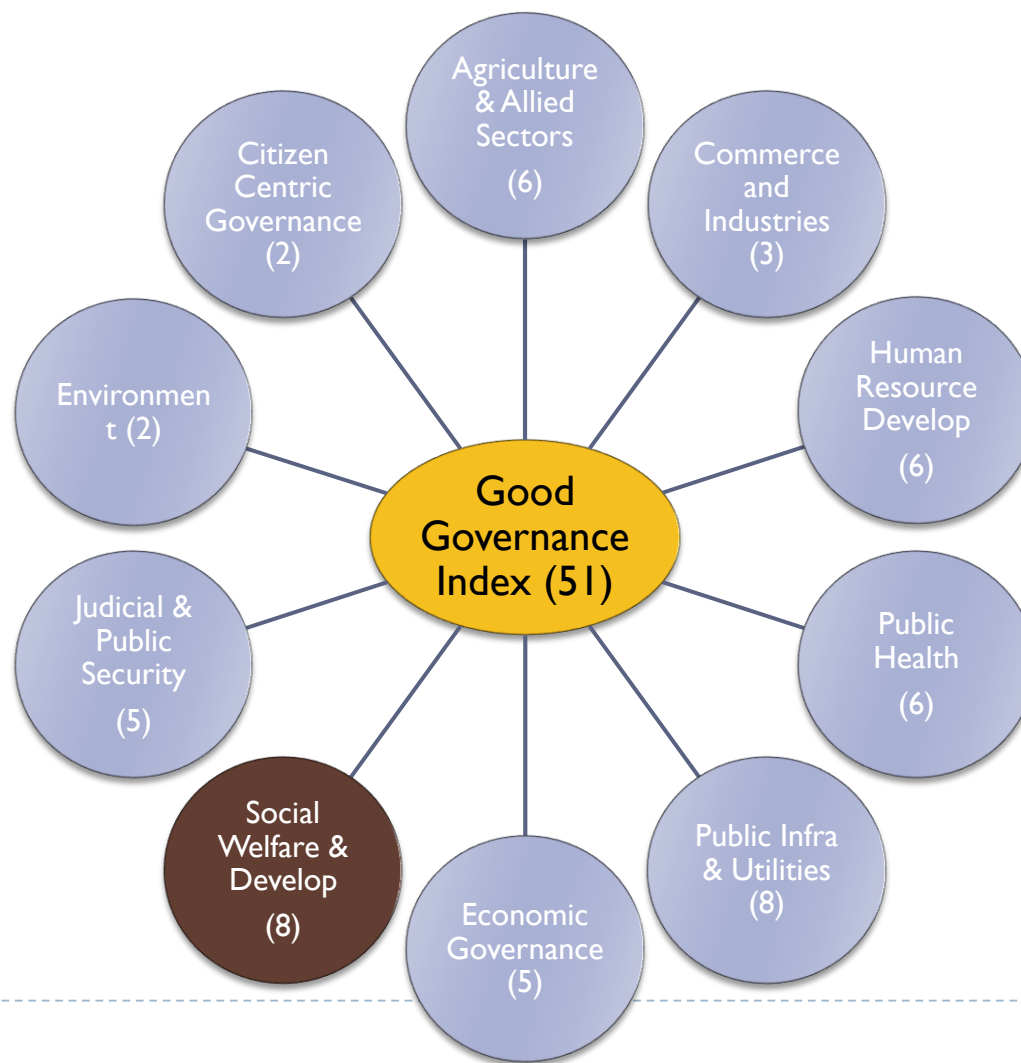 Agriculture
& Allied
Sectors
(6)
Commerce
and
Industries
(3)
Human
Resource
Develop
(6)
Public
Health
(6)
Public Infra
& Utilities
(8)
Economic
Governance
(5)
Social
Welfare &
Develop
(8)
Judicial &
Public
Security
(5)
Environmen
t (2)
Citizen
Centric
Governance
(2)
Good
Governance
Index (51)